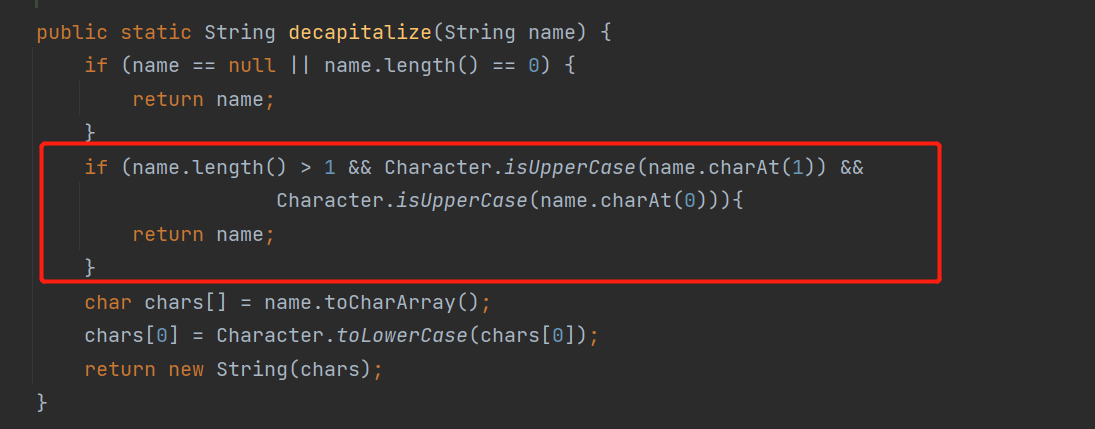 public static String decapitalize(String name) {
    if (name == null || name.length() == 0) {
        return name;
    }
    if (name.length() > 1 && Character.isUpperCase(name.charAt(1)) &&
                    Character.isUpperCase(name.charAt(0))){
        return name;
    }
    char chars[] = name.toCharArray();
    chars[0] = Character.toLowerCase(chars[0]);
    return new String(chars);
}